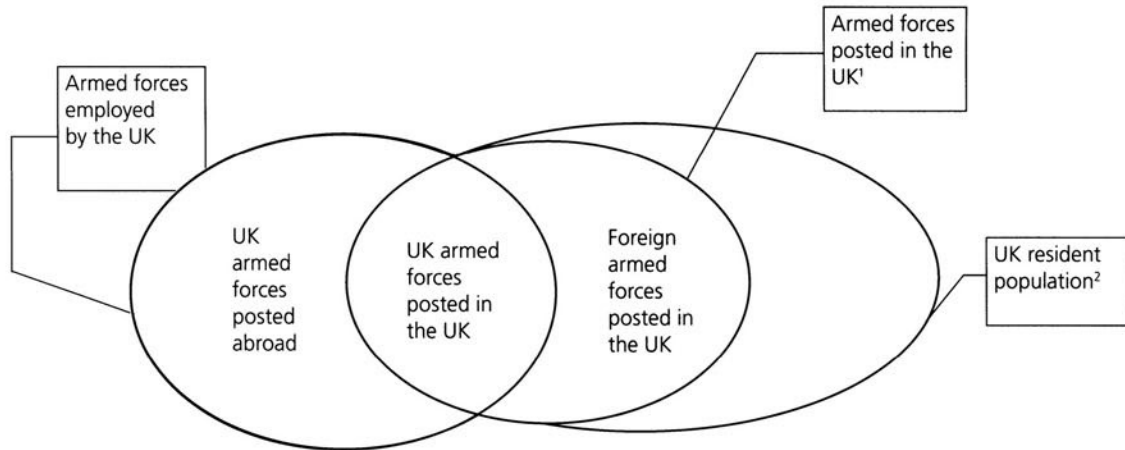 Armed forces
employed
by the UK
Armed forces
posted in the
UK¹
UK
armed
forces
posted
abroad
UK armed
forces
posted in
the UK
Foreign
armed
forces
posted in
the UK
UK resident
population²